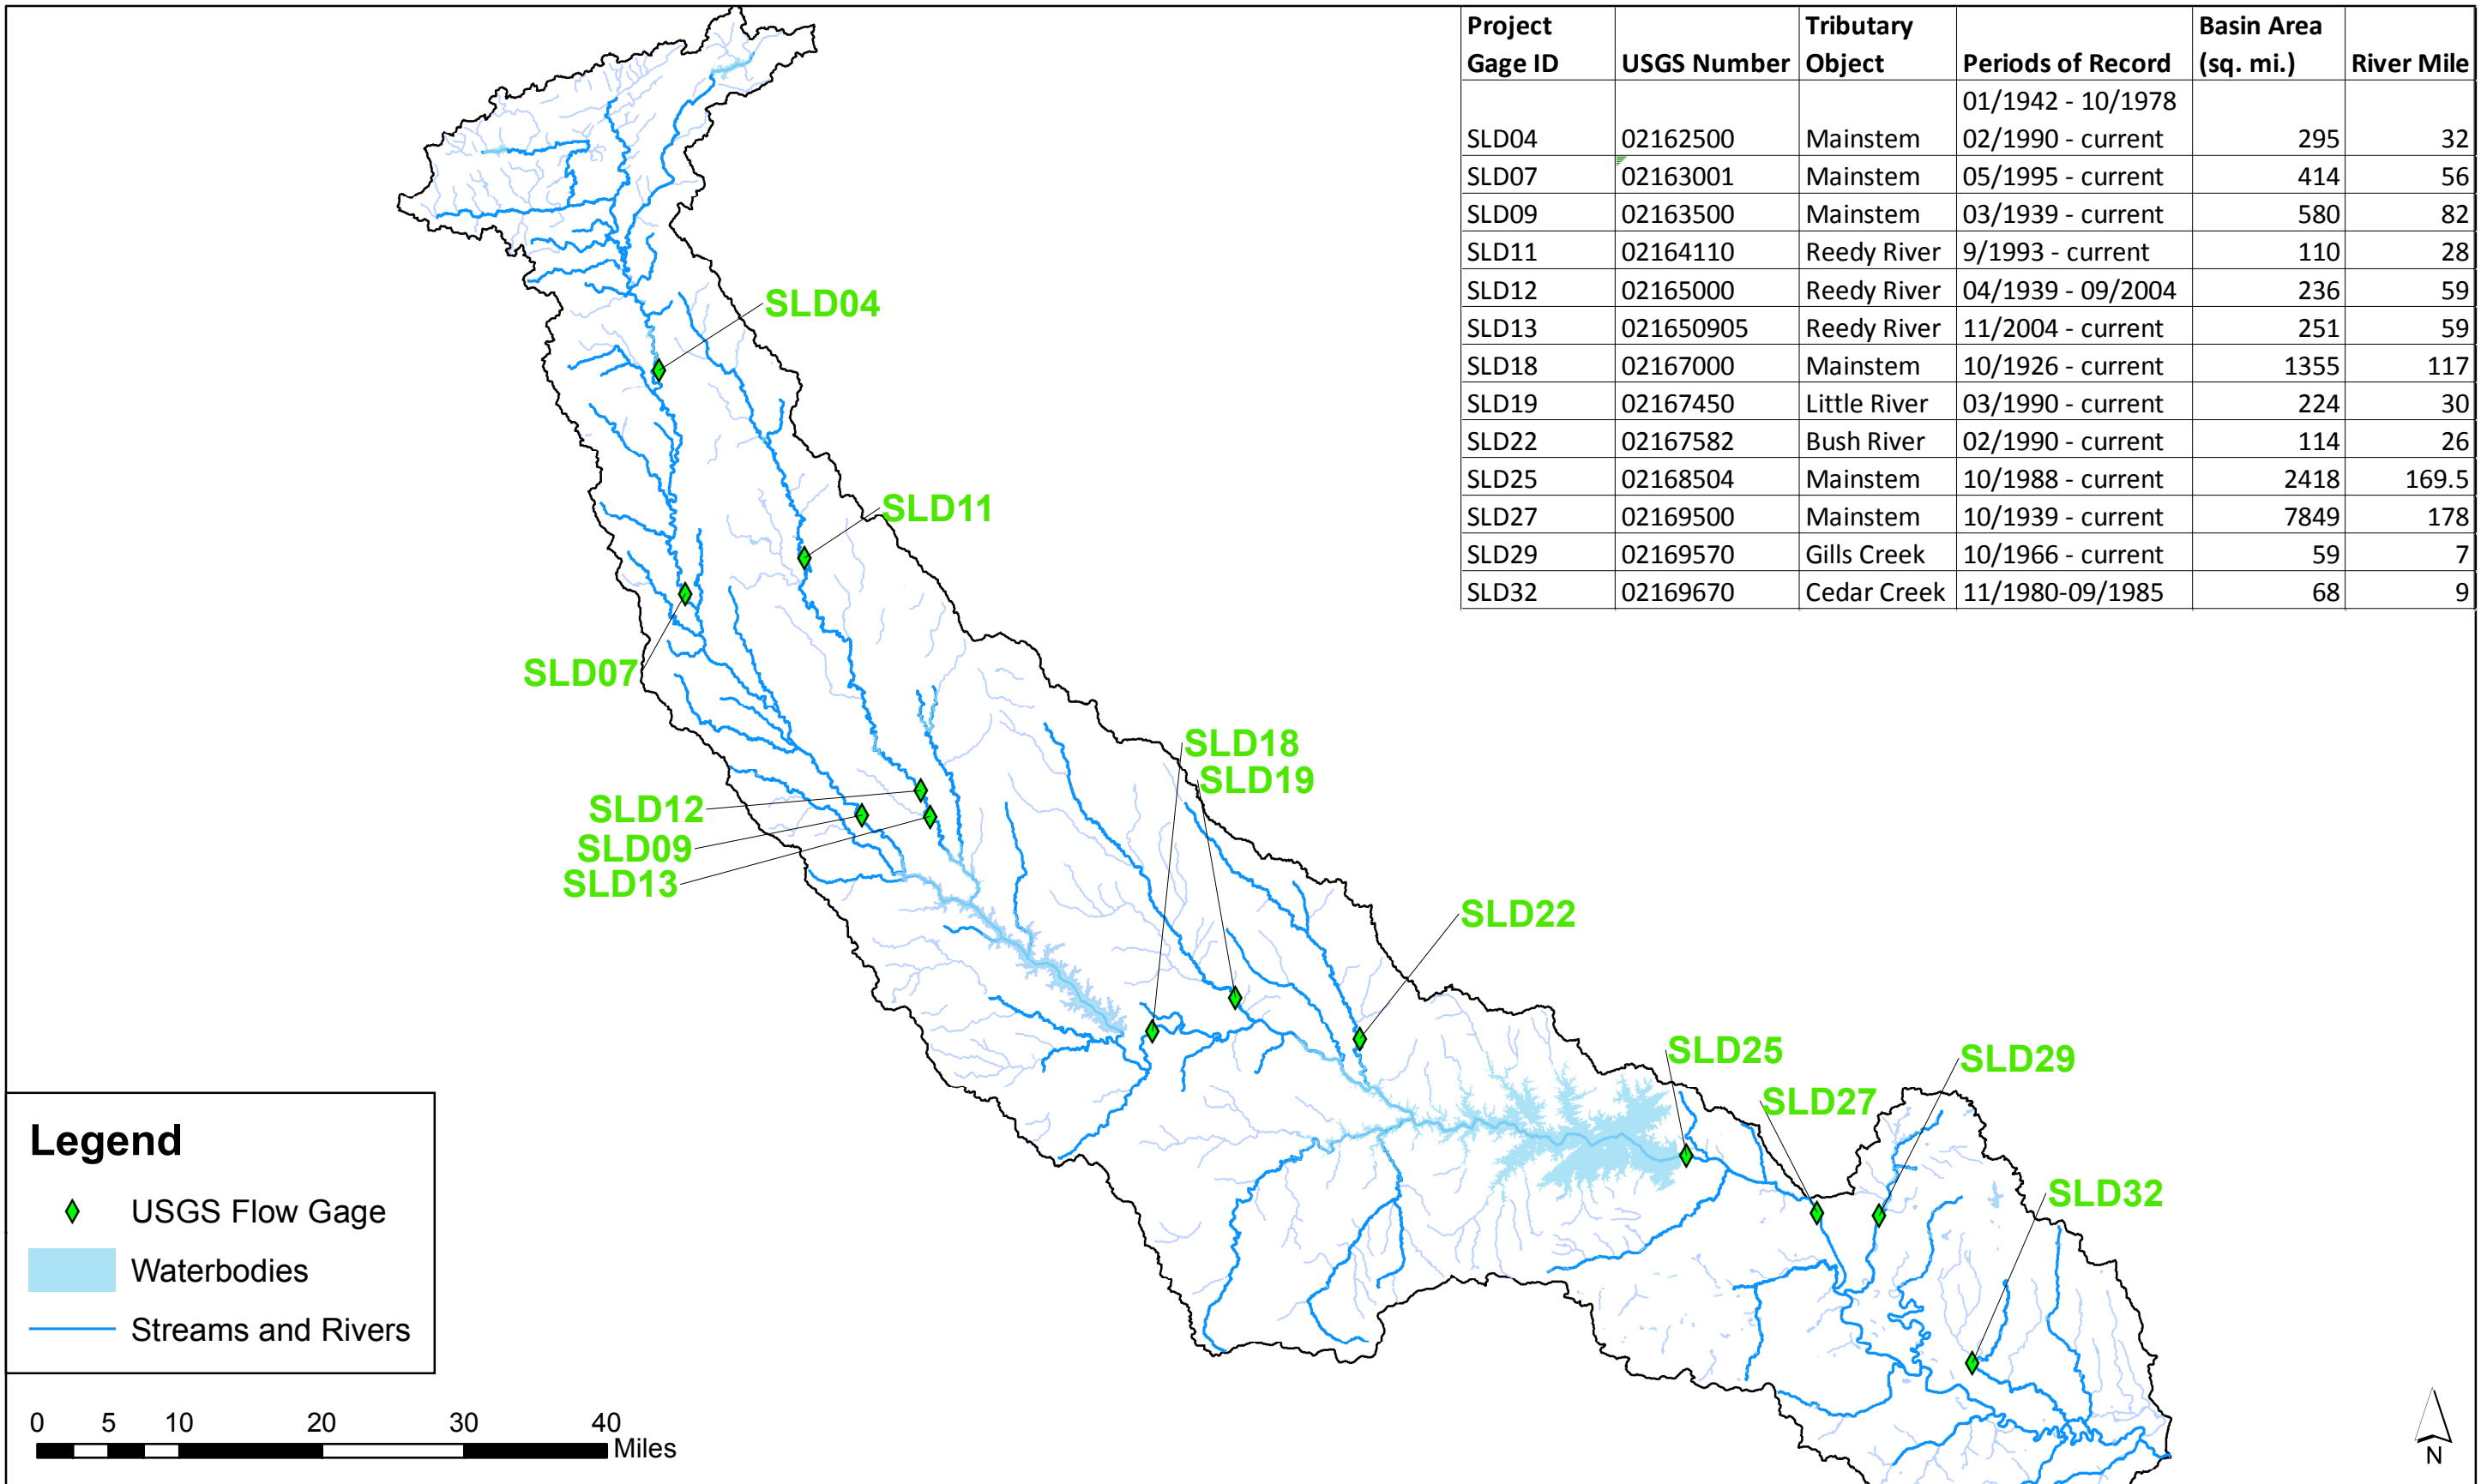 Project Gage ID USGS Number Tributary Object Periods of Record Basin Area (sq. mi.) River Mile
01/1942 - 10/1978
SLD04 02162500 Mainstem 02/1990 - current 295 32
SLD07 02163001 Mainstem 05/1995 - current 414 56
SLD09 02163500 Mainstem 03/1939 - current 580 82
SLD11 02164110 Reedy River 9/1993 - current 110 28
SLD12 02165000 Reedy River 04/1939 - 09/2004 236 59
SLD13 021650905 Reedy River 11/2004 - current 251 59
SLD18 02167000 Mainstem 10/1926 - current 1355 117
SLD19 02167450 Little River 03/1990 - current 224 30
SLD22 02167582 Bush River 02/1990 - current 114 26
SLD25 02168504 Mainstem 10/1988 - current 2418 169.5
SLD27 02169500 Mainstem 10/1939 - current 7849 178
SLD29 02169570 Gills Creek 10/1966 - current 59 7
SLD32 02169670 Cedar Creek 11/1980-09/1985 68 9
SLD04
SLD11
SLD07
SLD18
SLD19
SLD12
SLD09
SLD13
SLD22
SLD25
SLD29
SLD27
SLD32
Legend
USGS Flow Gage
Waterbodies
Streams and Rivers
0 5 10 20 30 40
Miles
N